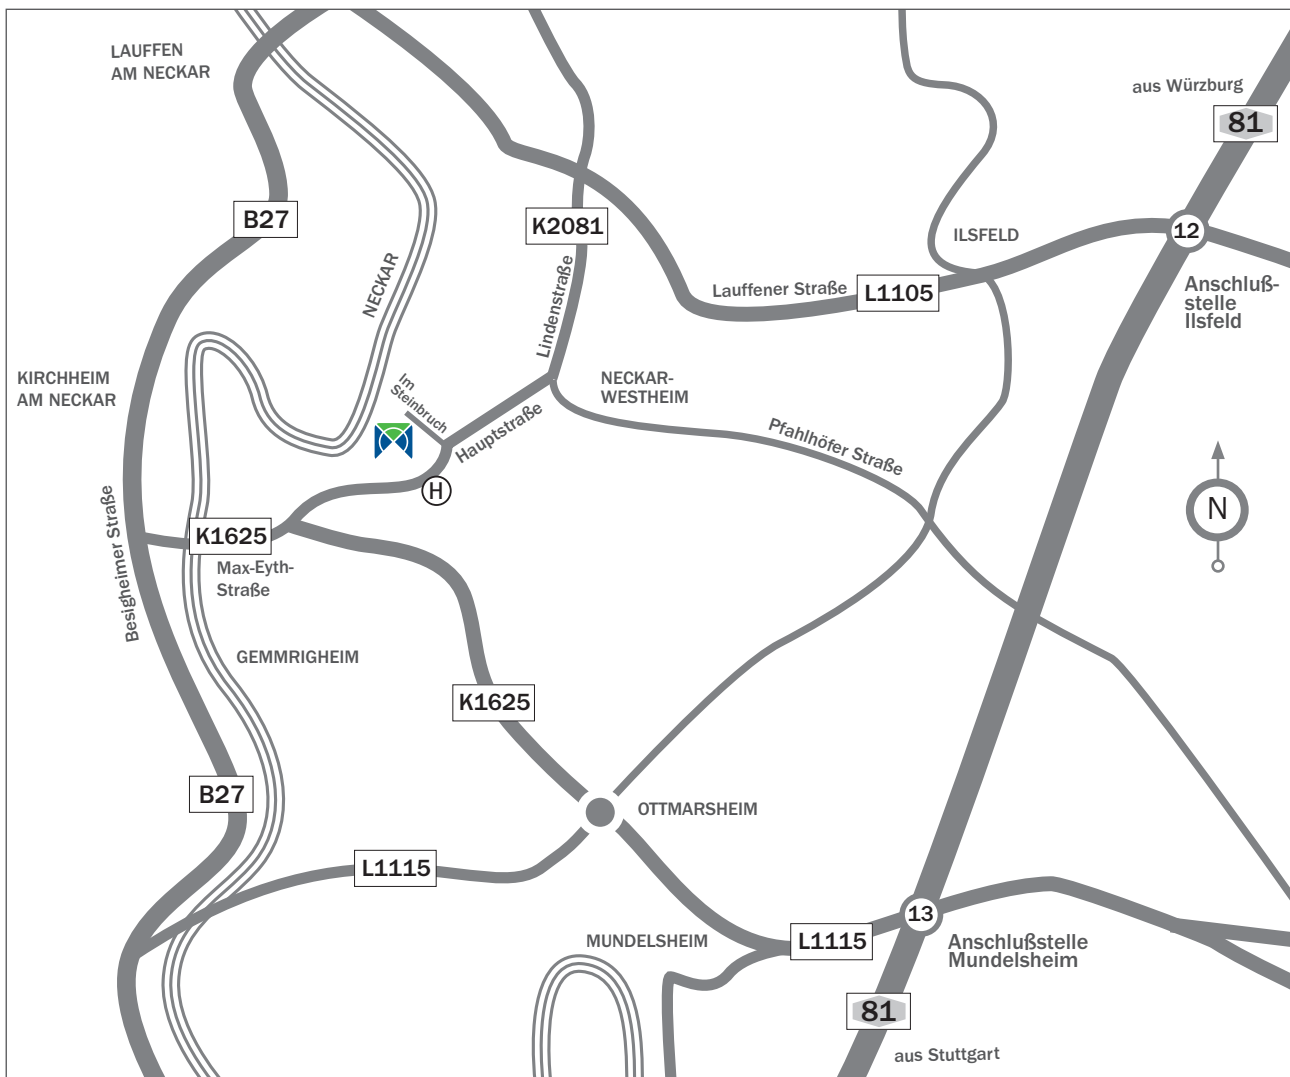 LAUFFEN
AM NECKAR
aus Würzburg
81
B27
K2081
12
ILSFELD
NECKAR
Lindenstraße
Lauffener Straße
L1105
Anschluß-
stelle
Ilsfeld
KIRCHHEIM
AM NECKAR
Im
Steinbruch
NECKAR-
WESTHEIM
Hauptstraße
Pfahlhöfer Straße
H
Besigheimer Straße
K1625
N
Max-Eyth-
Straße
GEMMRIGHEIM
K1625
B27
OTTMARSHEIM
L1115
13
MUNDELSHEIM
L1115
Anschlußstelle
Mundelsheim
81
aus Stuttgart